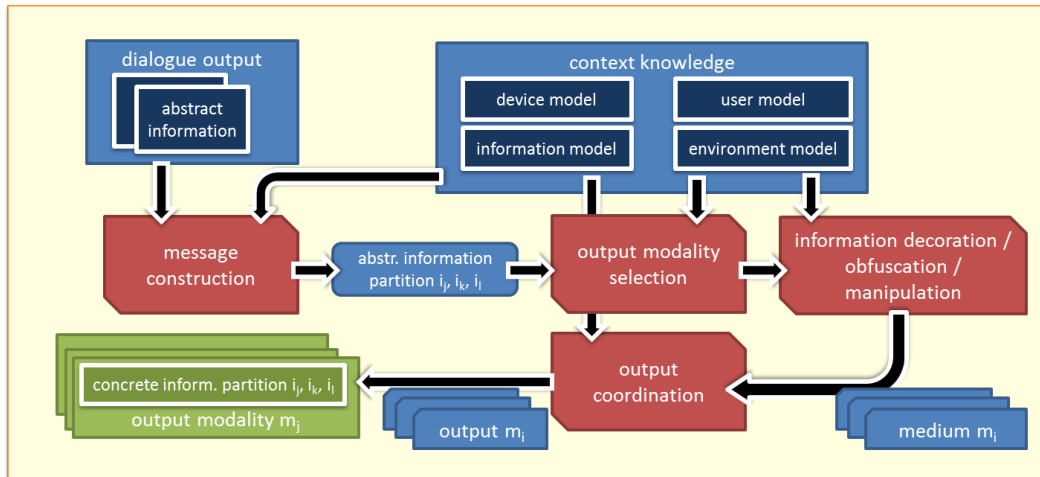 dialogue output
abstract
information
context knowledge
device model
user model
information model
environment model
message
construction
abstr. information
partition ij, ik, il
output modality
selection
information decoration /
obfuscation /
manipulation
concrete inform. partition ij, ik, il
output modality mj
output
coordination
output mi
medium mi